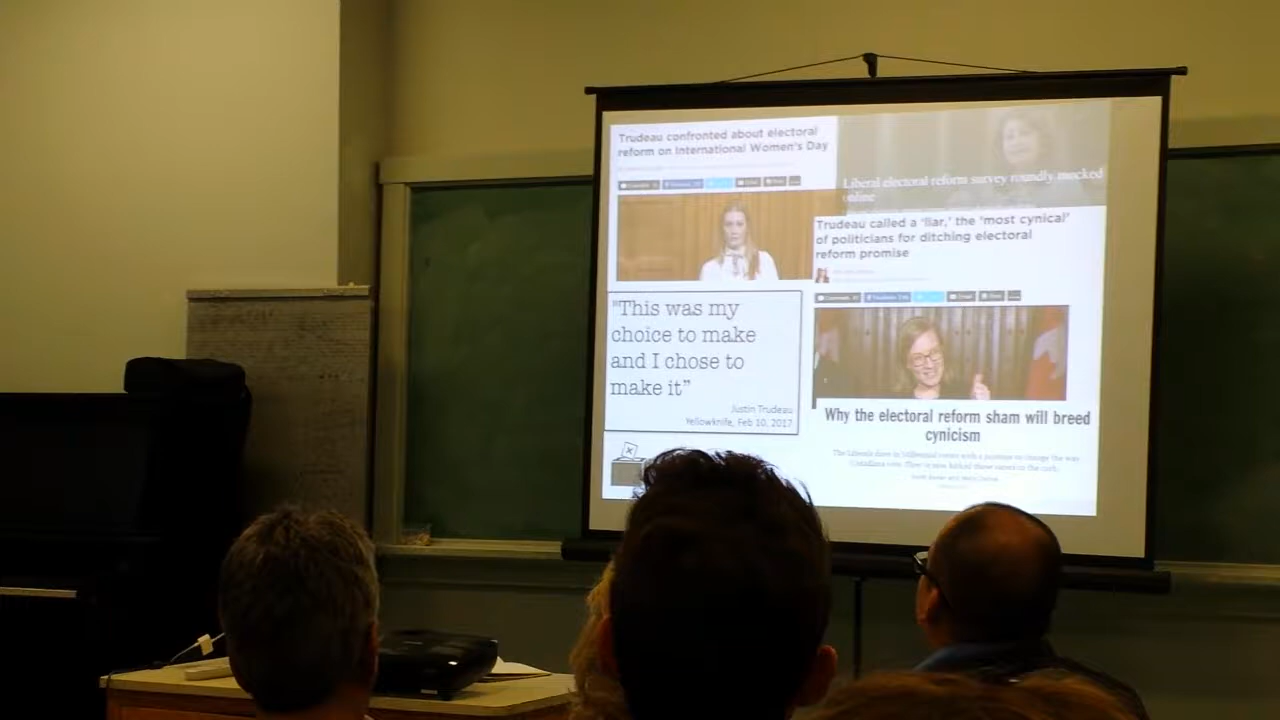 Trudeau confronted about electoral
reform on International Women's Day
Liberal electoral reform survey roundly mocked
online
Trudeau called a 'liar,' the 'most cynical'
of politicians for ditching electoral
reform promise
"This was my
choice to make
and I chose to
make it"
Justin Trudeau
Yellowknife, Feb 10, 2017
Why the electoral reform sham will breed
cynicism